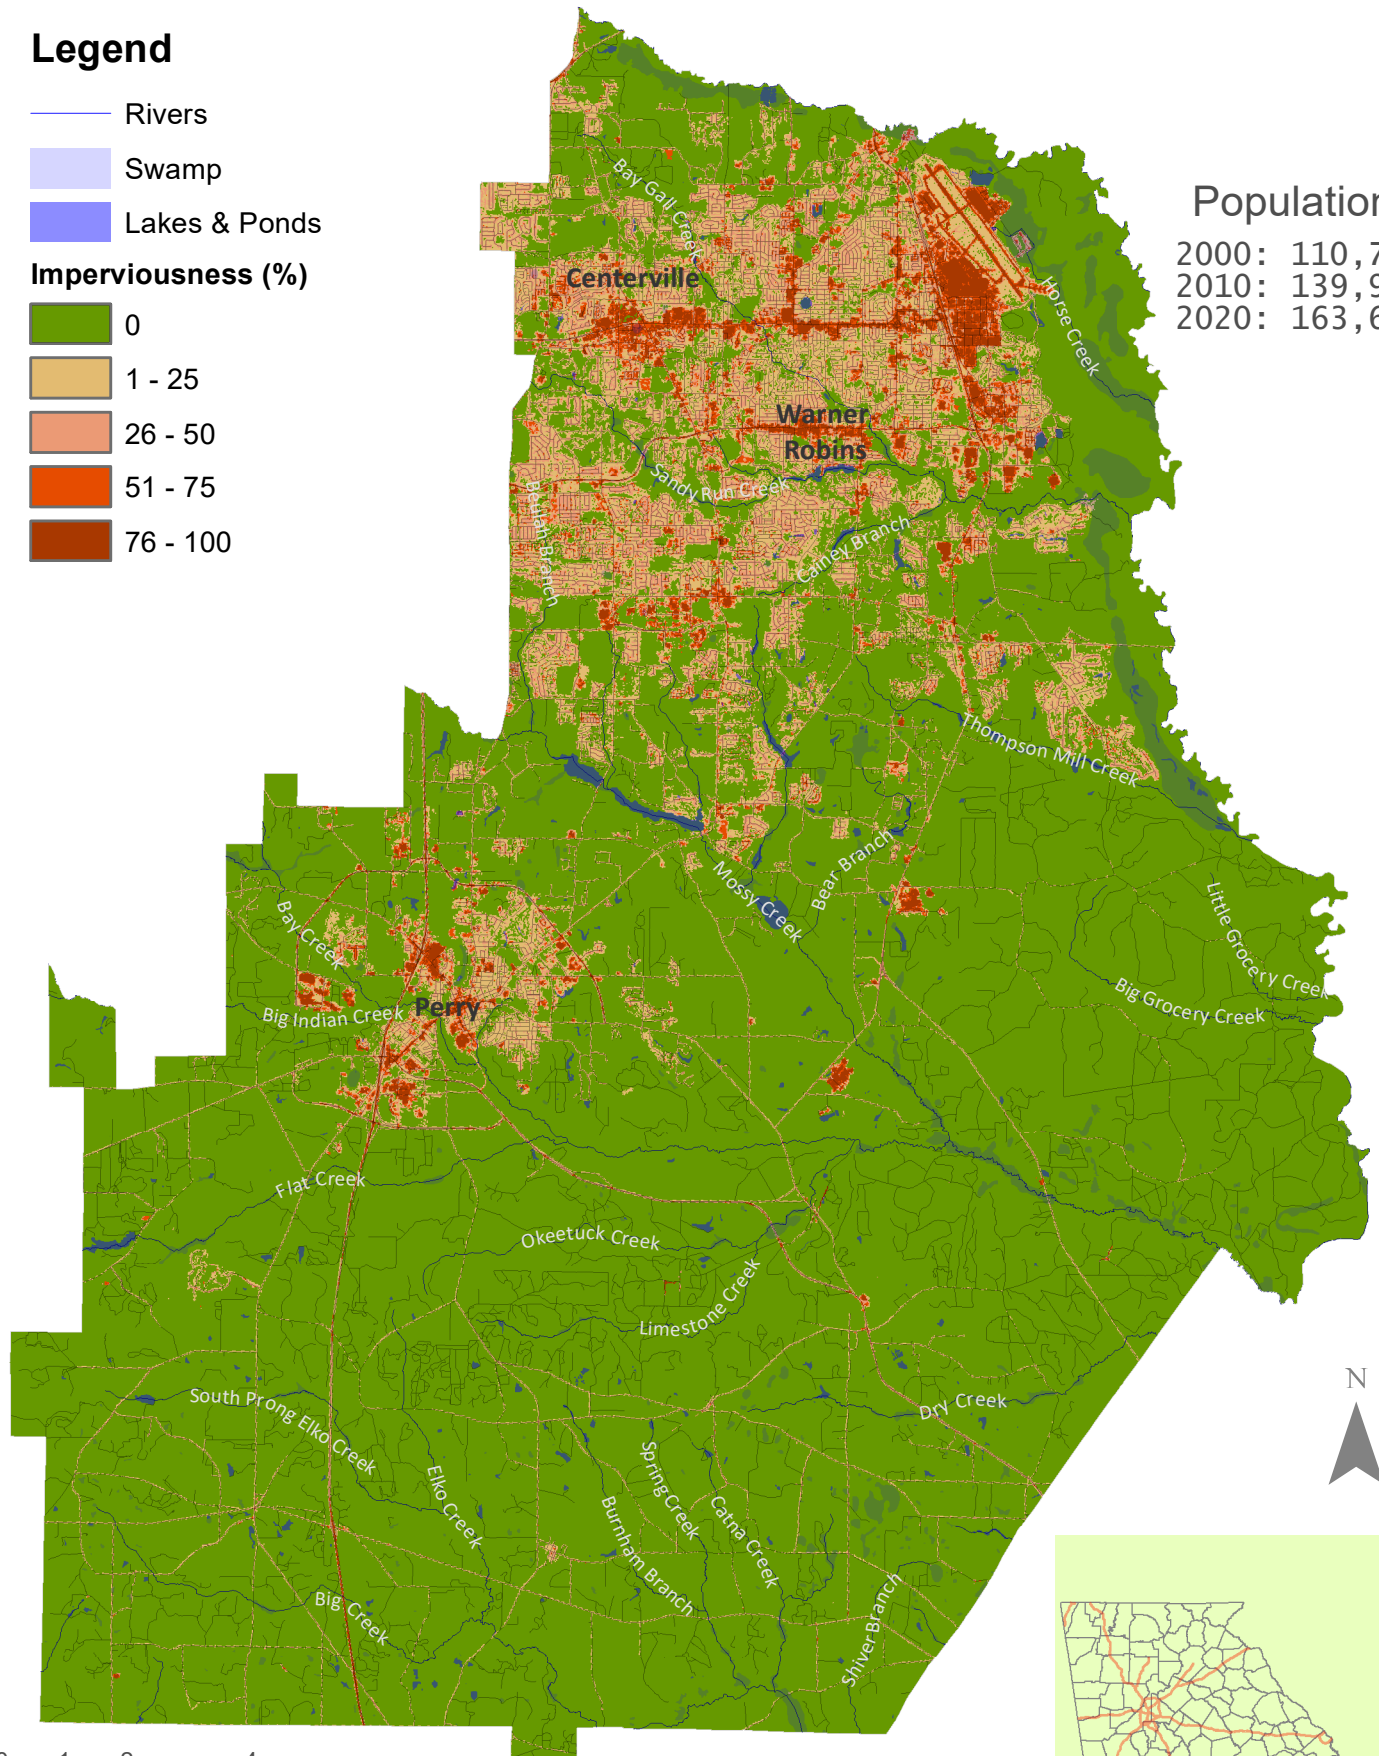 Legend
Rivers
Swamp
Lakes & Ponds
Imperviousness (%)
0
1 - 25
26 - 50
51 - 75
76 - 100
Population
2000: 110,7
2010: 139,9
2020: 163,6
Bay Gall Creek
Centerville
Horse Creek
Warner
Robins
Sandy Run Creek
Beulah Branch
Cainey Branch
Thompson Mill Creek
Mossy Creek
Bear Branch
Little Grocery Creek
Big Grocery Creek
Bay Creek
Perry
Big Indian Creek
Flat Creek
Okeetuck Creek
Limestone Creek
N
South Prong Elko Creek
Dry Creek
Elko Creek
Spring Creek
Catna Creek
Burnham Branch
Shiver Branch
Big Creek